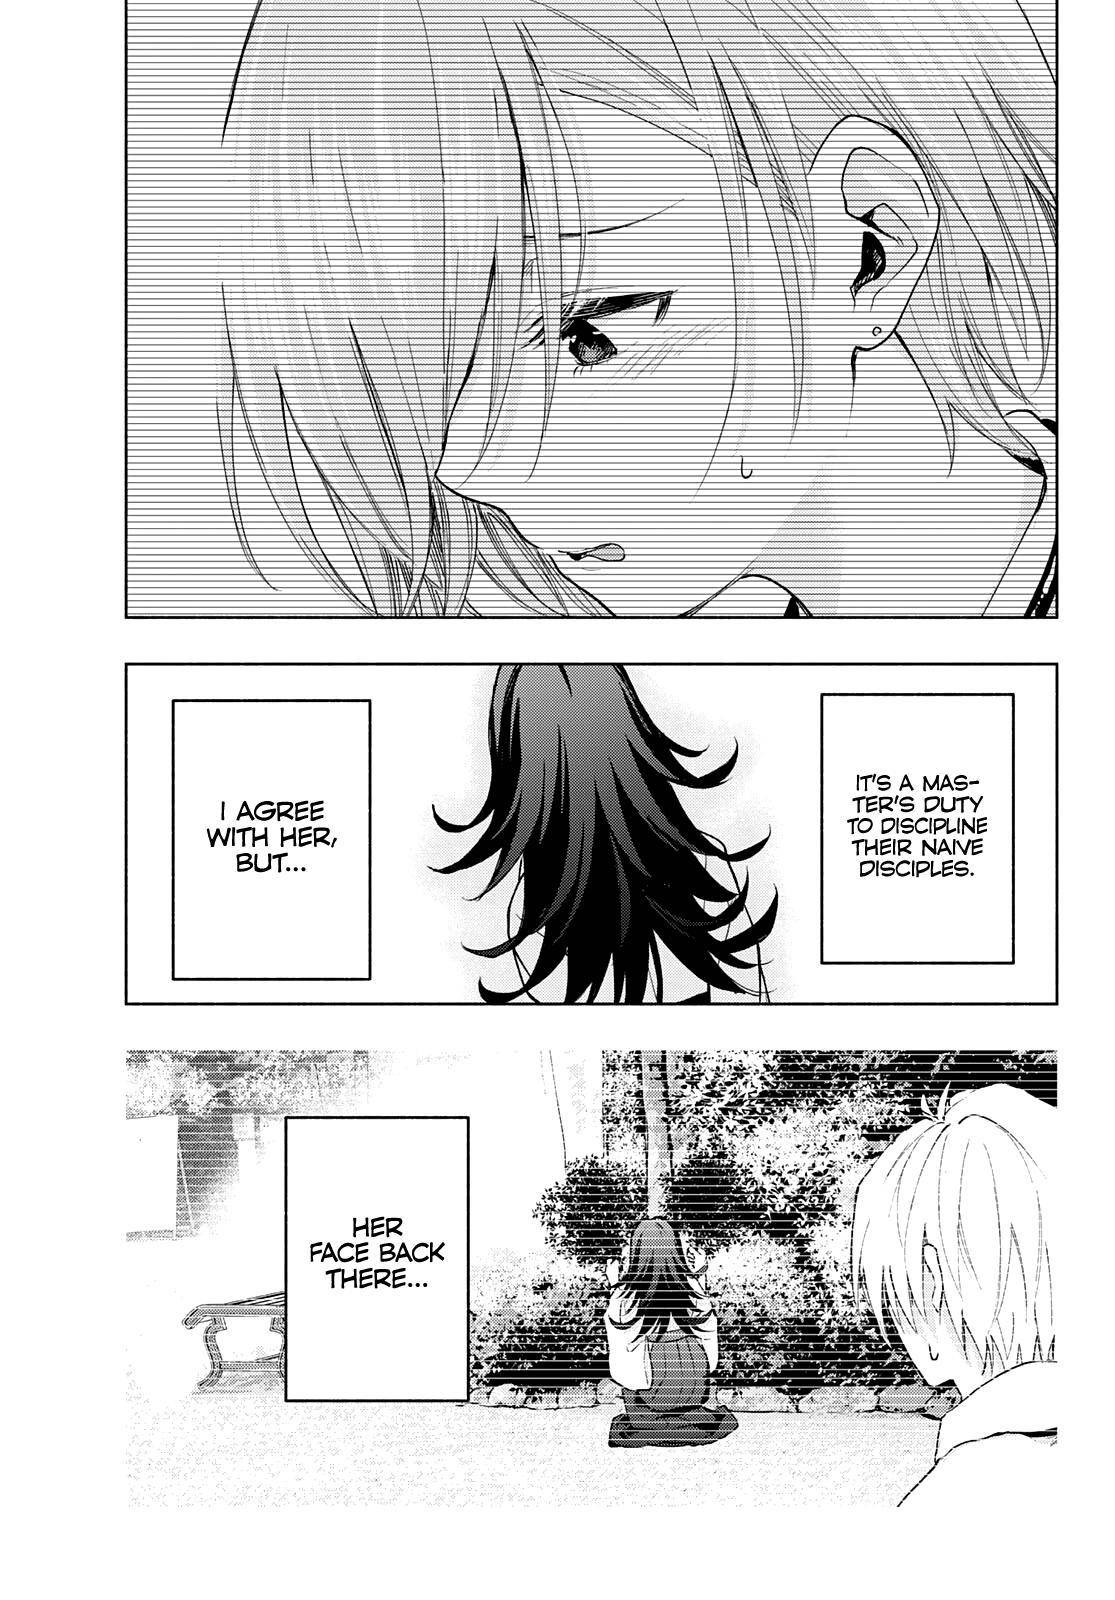 IT'S A MAS-
TER'S DUTY
TO DISCIPLINE
THEIR NAIVE
DISCIPLES.
I AGREE
WITH HER,
BUT...
HER
FACE BACK
THERE...